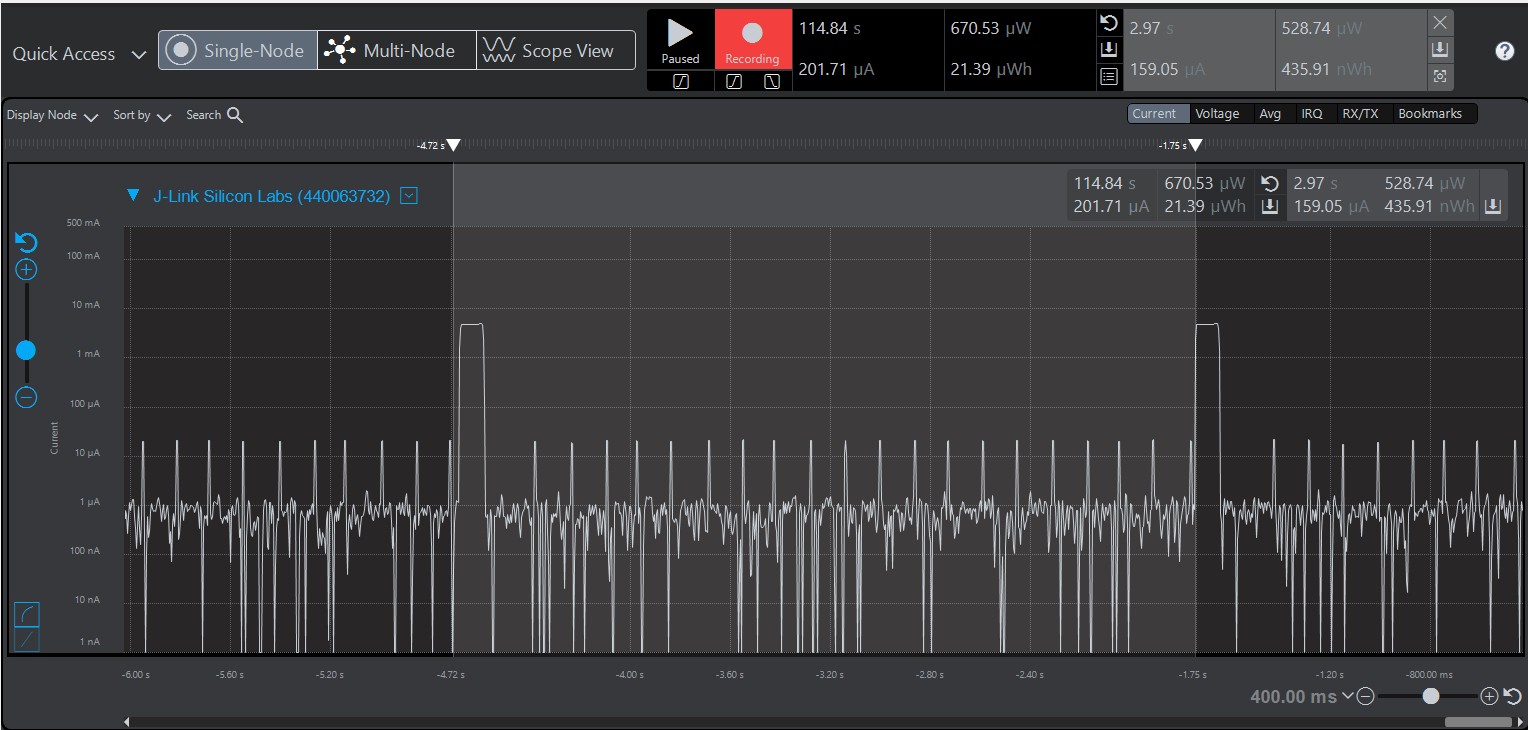 Quick Access
Single-Node
Multi-Node
Scope View
Paused
Recording
114.84 s
670.53 µW
201.71 µA
21.39 µWh
2.97 s
528.74 µW
159.05 µA
435.91 nWh
?
Display Node
Sort by
Search
Current
Voltage
Avg
IRQ
RX/TX
Bookmarks
-4.72 s
-1.75 s
J-Link Silicon Labs (440063732)
114.84 s 670.53 µW
201.71 µA 21.39 µWh
2.97 s 528.74 µW
159.05 µA 435.91 nWh
500 mA
100 mA
10 mA
1 mA
100 µA
10 µA
1 µA
100 nA
10 nA
1 nA
Current
-6.00 s
-5.60 s
-5.20 s
-4.72 s
-4.00 s
-3.60 s
-3.20 s
-2.80 s
-2.40 s
-1.75 s
-1.20 s
-800.00 ms
400.00 ms